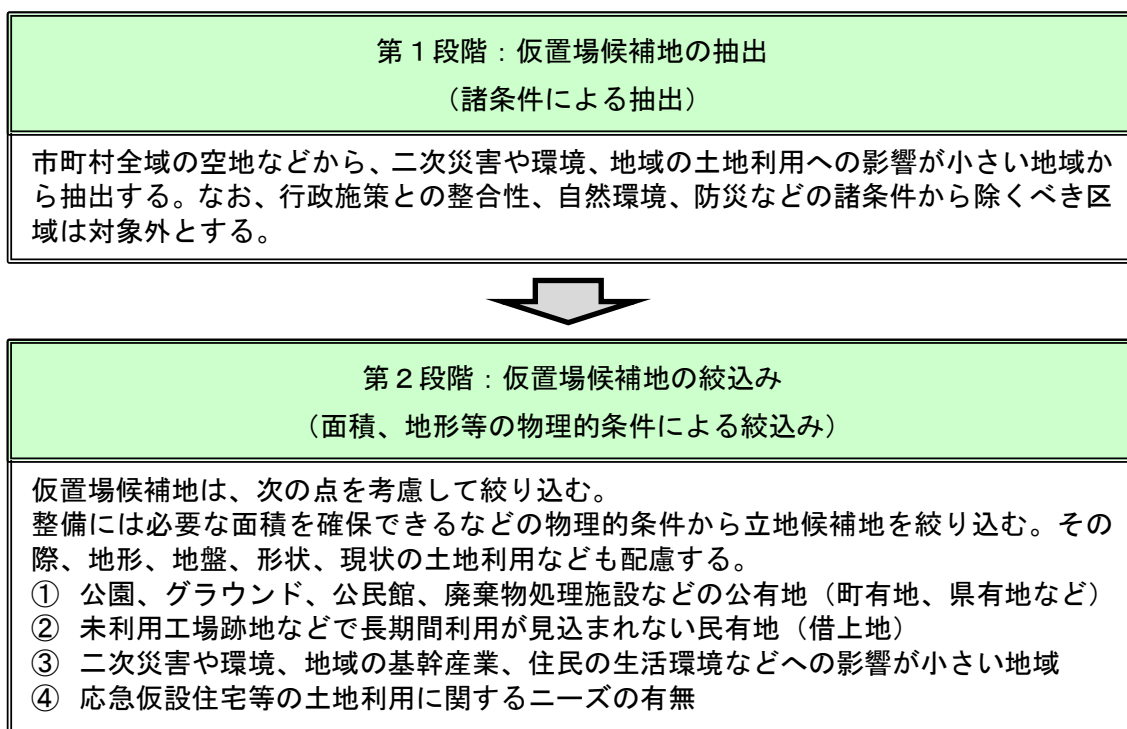 第１段階：仮置場候補地の抽出
（諸条件による抽出）
市町村全域の空地などから、二次災害や環境、地域の土地利用への影響が小さい地域か
ら抽出する。なお、行政施策との整合性、自然環境、防災などの諸条件から除くべき区
域は対象外とする。
第２段階：仮置場候補地の絞込み
（面積、地形等の物理的条件による絞込み）
仮置場候補地は、次の点を考慮して絞り込む。
整備には必要な面積を確保できるなどの物理的条件から立地候補地を絞り込む。その
際、地形、地盤、形状、現状の土地利用なども配慮する。
① 公園、グラウンド、公民館、廃棄物処理施設などの公有地（町有地、県有地など）
② 未利用工場跡地などで長期間利用が見込まれない民有地（借上地）
③ 二次災害や環境、地域の基幹産業、住民の生活環境などへの影響が小さい地域
④ 応急仮設住宅等の土地利用に関するニーズの有無